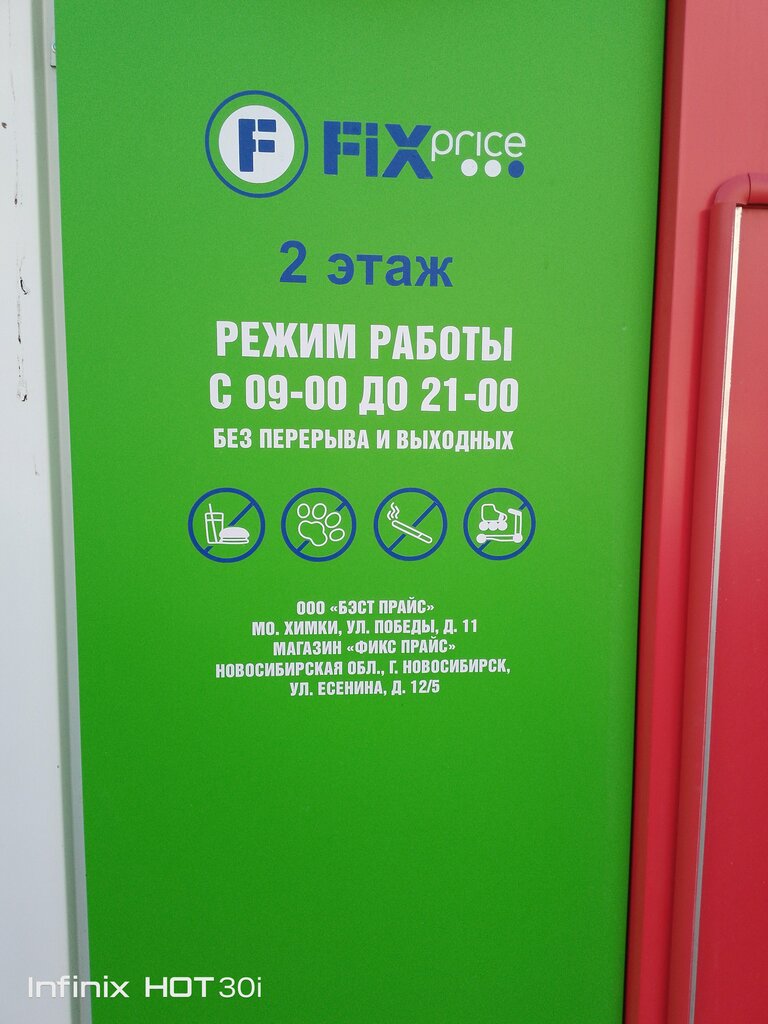 F FiX price
2 этаж
РЕЖИМ РАБОТЫ
С 09-00 ДО 21-00
БЕЗ ПЕРЕРЫВА И ВЫХОДНЫХ
ООО «БЭСТ ПРАЙС»
МО. ХИМКИ, УЛ. ПОБЕДЫ, Д. 11
МАГАЗИН «ФИКС ПРАЙС»
НОВОСИБИРСКАЯ ОБЛ., Г. НОВОСИБИРСК,
УЛ. ЕСЕНИНА, Д. 12/5
Infinix HOT 30i